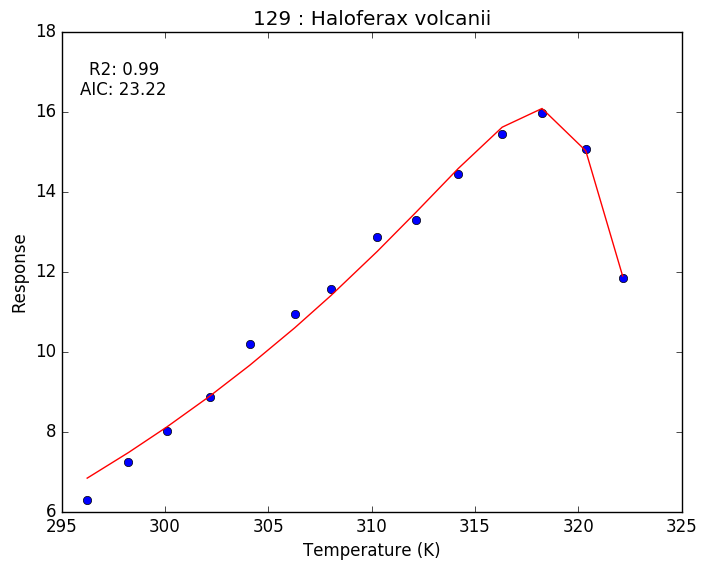 129 : Haloferax volcanii
R2: 0.99
AIC: 23.22
Response
18
16
14
12
10
8
6
295
300
305
310
315
320
325
Temperature (K)